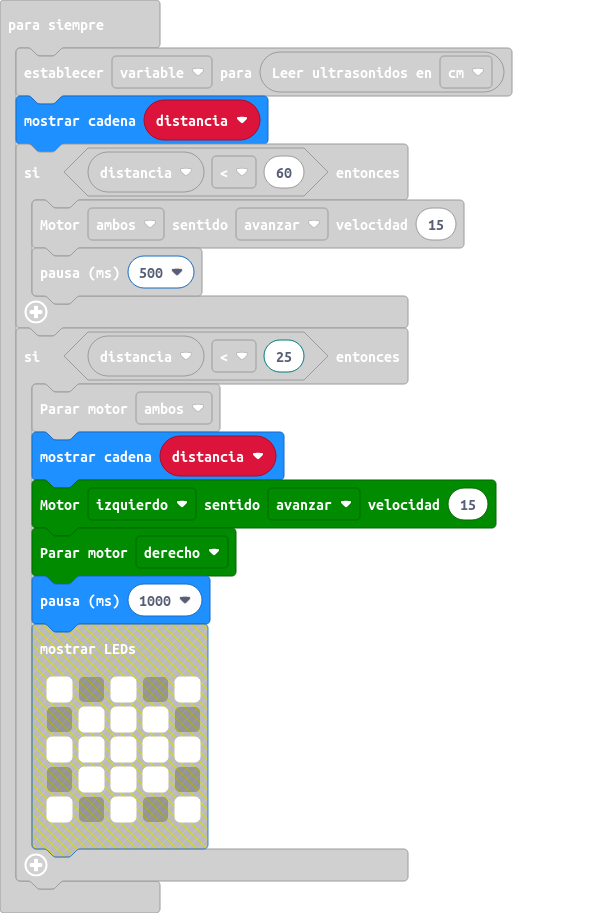 para siempre
establecer variable para Leer ultrasonidos en cm
mostrar cadena distancia
si distancia < 60 entonces
Motor ambos sentido avanzar velocidad 15
pausa (ms) 500
si distancia < 25 entonces
Parar motor ambos
mostrar cadena distancia
Motor izquierdo sentido avanzar velocidad 15
Parar motor derecho
pausa (ms) 1000
mostrar LEDs